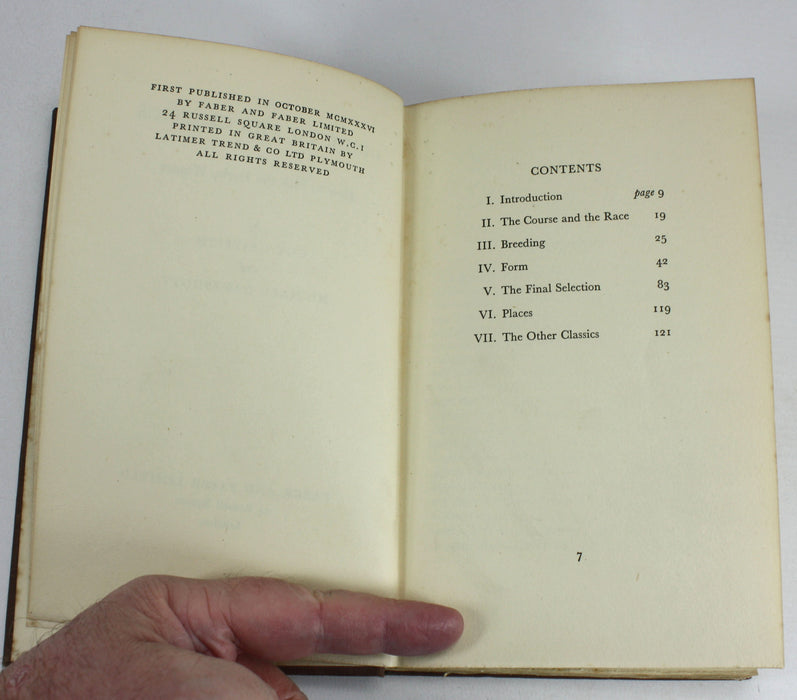 FIRST PUBLISHED IN OCTOBER MCMXXXVI
BY FABER AND FABER LIMITED
24 RUSSELL SQUARE LONDON W.C.1
PRINTED IN GREAT BRITAIN BY
LATIMER TREND & CO LTD PLYMOUTH
ALL RIGHTS RESERVED
CONTENTS
I. Introduction page 9
II. The Course and the Race 19
III. Breeding 25
IV. Form 42
V. The Final Selection 83
VI. Places 119
VII. The Other Classics 121
7